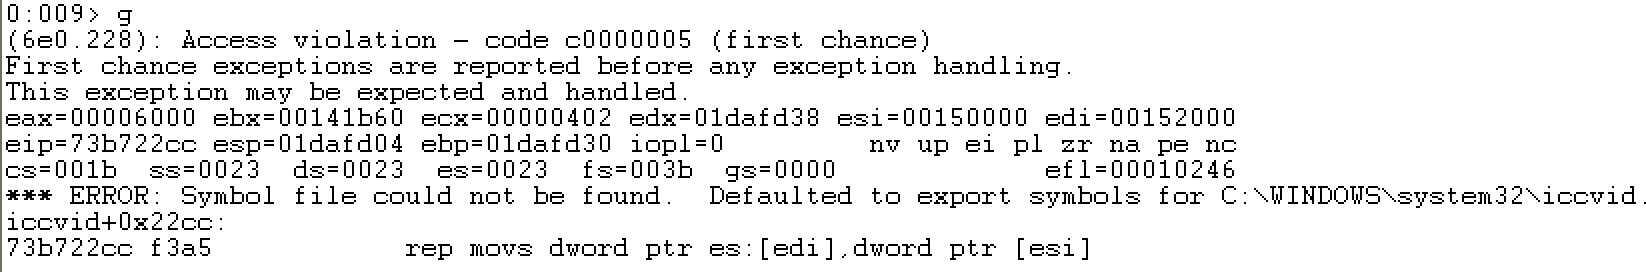 0:009> g
(6e0.228): Access violation - code c0000005 (first chance)
First chance exceptions are reported before any exception handling.
This exception may be expected and handled.
eax=00006000 ebx=00141b60 ecx=00000402 edx=01dafd38 esi=00150000 edi=00152000
eip=73b722cc esp=01dafd04 ebp=01dafd30 iopl=0         nv up ei pl zr na pe nc
cs=001b  ss=0023  ds=0023  es=0023  fs=003b  gs=0000             efl=00010246
*** ERROR: Symbol file could not be found.  Defaulted to export symbols for C:\WINDOWS\system32\iccvid.
iccvid+0x22cc:
73b722cc f3a5            rep movs dword ptr es:[edi],dword ptr [esi]